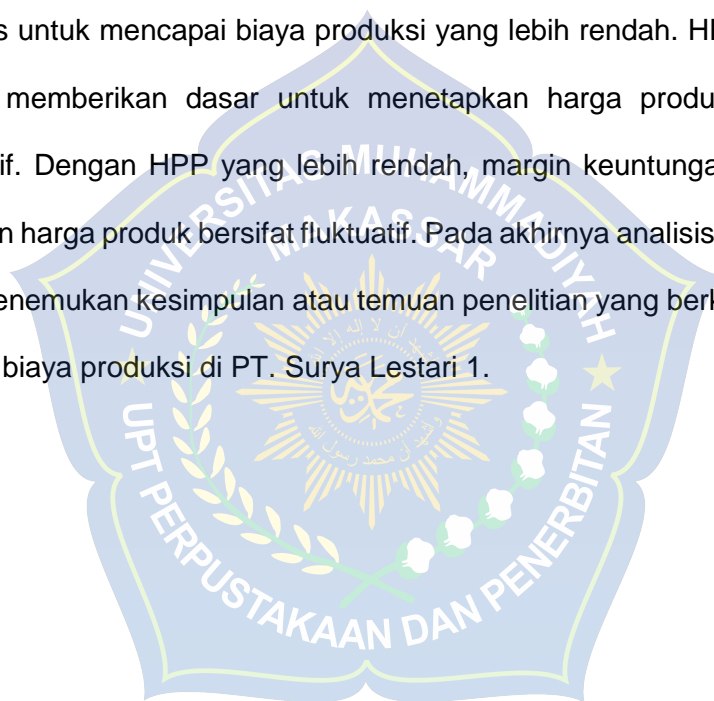 s untuk mencapai biaya produksi yang lebih rendah. HI
memberikan dasar untuk menetapkan harga produ
if. Dengan HPP yang lebih rendah, margin keuntunga
n harga produk bersifat fluktuatif. Pada akhirnya analisis
enemukan kesimpulan atau temuan penelitian yang berk
biaya produksi di PT. Surya Lestari 1.
UNIVERSITAS MUHAMMADIYAH
MAKASSAR
UPT PERPUSTAKAAN DAN PENERBITAN